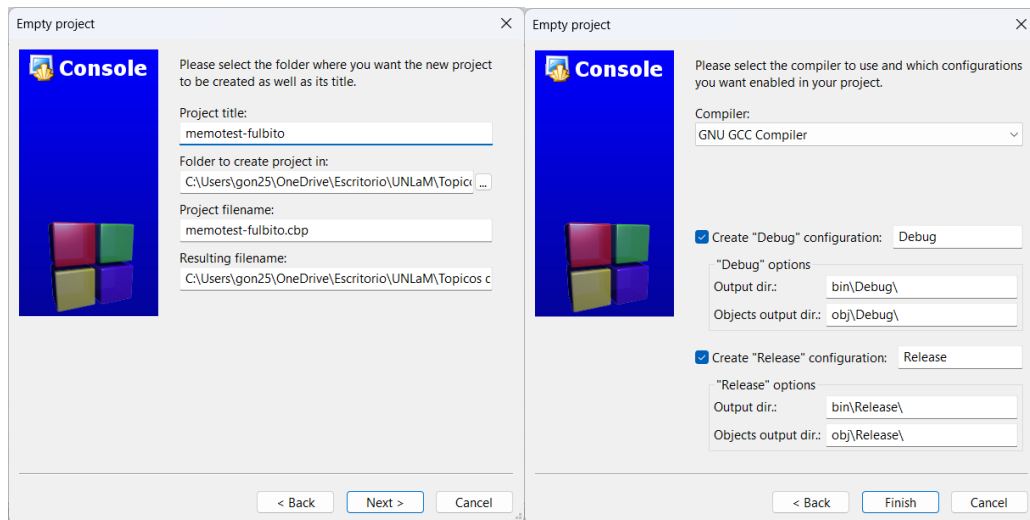 Empty project
Console
Please select the folder where you want the new project
to be created as well as its title.
Project title:
memotest-fulbito
Folder to create project in:
C:\Users\gon25\OneDrive\Escritorio\UNLaM\Topicc
...
Project filename:
memotest-fulbito.cbp
Resulting filename:
C:\Users\gon25\OneDrive\Escritorio\UNLaM\Topicos c
< Back
Next >
Cancel
Empty project
Console
Please select the compiler to use and which configurations
you want enabled in your project.
Compiler:
GNU GCC Compiler
Create "Debug" configuration:
Debug
"Debug" options
Output dir.:
bin\Debug\
Objects output dir.:
obj\Debug\
Create "Release" configuration:
Release
"Release" options
Output dir.:
bin\Release\
Objects output dir.:
obj\Release\
< Back
Finish
Cancel